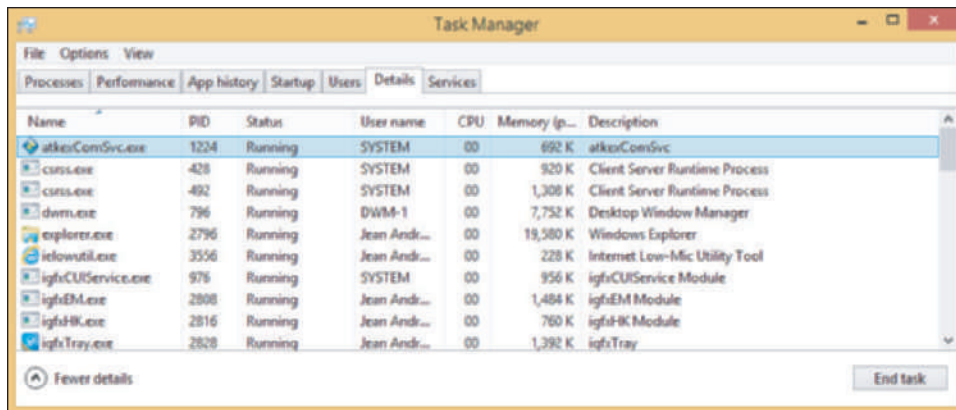 Task Manager
File Options View
Processes Performance App history Startup Users Details Services
Name PID Status User name CPU Memory (p... Description
atkexComSvc.exe 1224 Running SYSTEM 00 692 K atkexComSvc
csrss.exe 428 Running SYSTEM 00 920 K Client Server Runtime Process
csrss.exe 492 Running SYSTEM 00 1,308 K Client Server Runtime Process
dwm.exe 796 Running DWM-1 00 7,752 K Desktop Window Manager
explorer.exe 2796 Running Jean Andr... 00 19,580 K Windows Explorer
ielowutil.exe 3556 Running Jean Andr... 00 228 K Internet Low-Mic Utility Tool
igfxCUIService.exe 976 Running SYSTEM 00 956 K igfxCUIService Module
igfxEM.exe 2808 Running Jean Andr... 00 1,484 K igfxEM Module
igfxHK.exe 2816 Running Jean Andr... 00 760 K igfxHK Module
igfxTray.exe 2828 Running Jean Andr... 00 1,392 K igfxTray
Fewer details End task